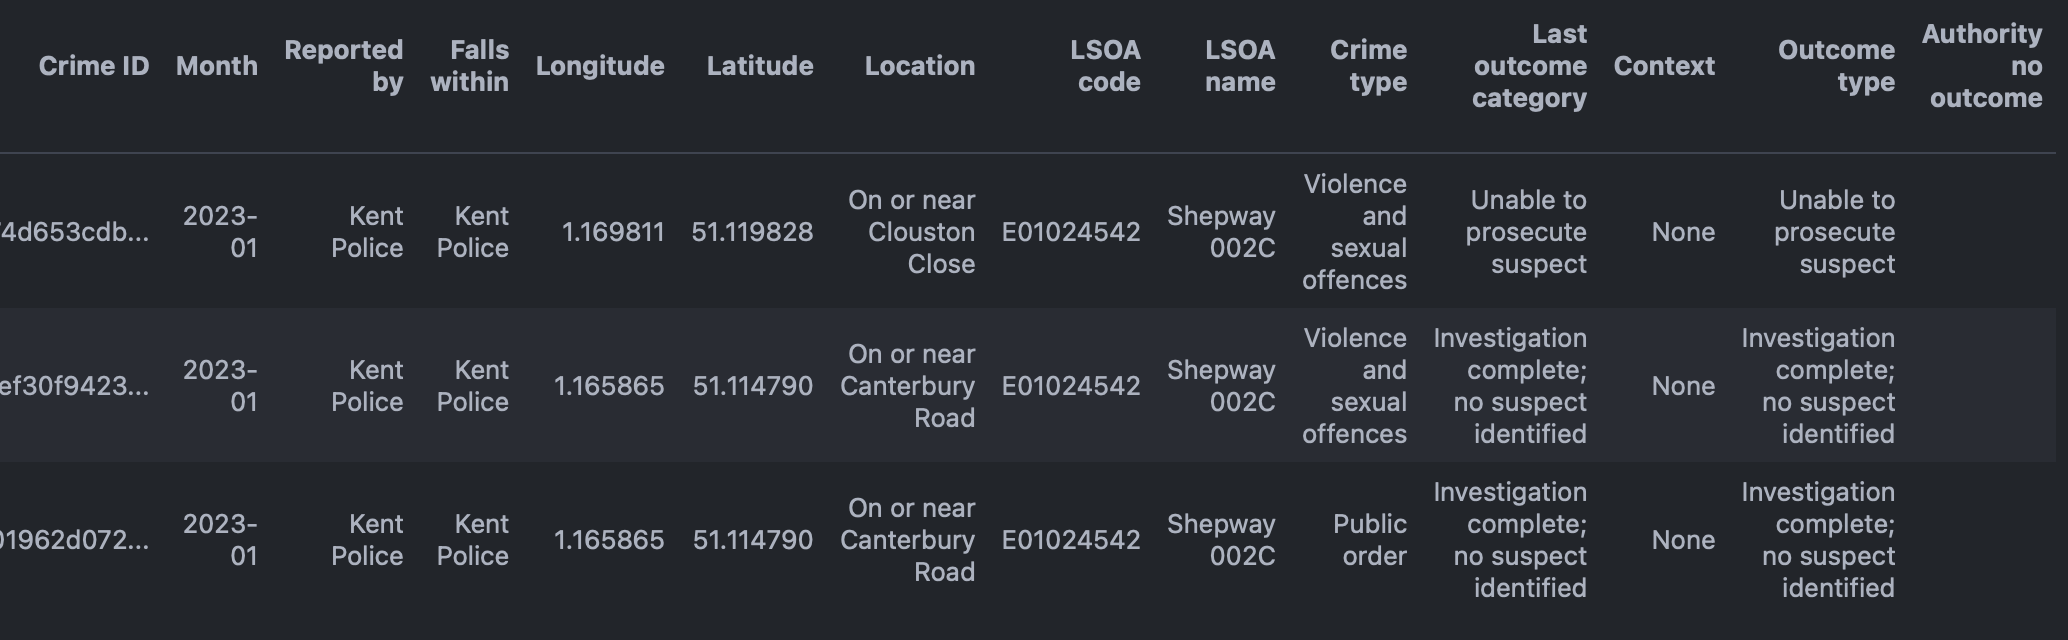 Crime ID Month Reported by Falls within Longitude Latitude Location LSOA code LSOA name Crime type Last outcome category Context Outcome type Authority no outcome
4d653cdb... 2023-01 Kent Police Kent Police 1.169811 51.119828 On or near Clouston Close E01024542 Shepway 002C Violence and sexual offences Unable to prosecute suspect None Unable to prosecute suspect
ef30f9423... 2023-01 Kent Police Kent Police 1.165865 51.114790 On or near Canterbury Road E01024542 Shepway 002C Violence and sexual offences Investigation complete; no suspect identified None Investigation complete; no suspect identified
01962d072... 2023-01 Kent Police Kent Police 1.165865 51.114790 On or near Canterbury Road E01024542 Shepway 002C Public order Investigation complete; no suspect identified None Investigation complete; no suspect identified